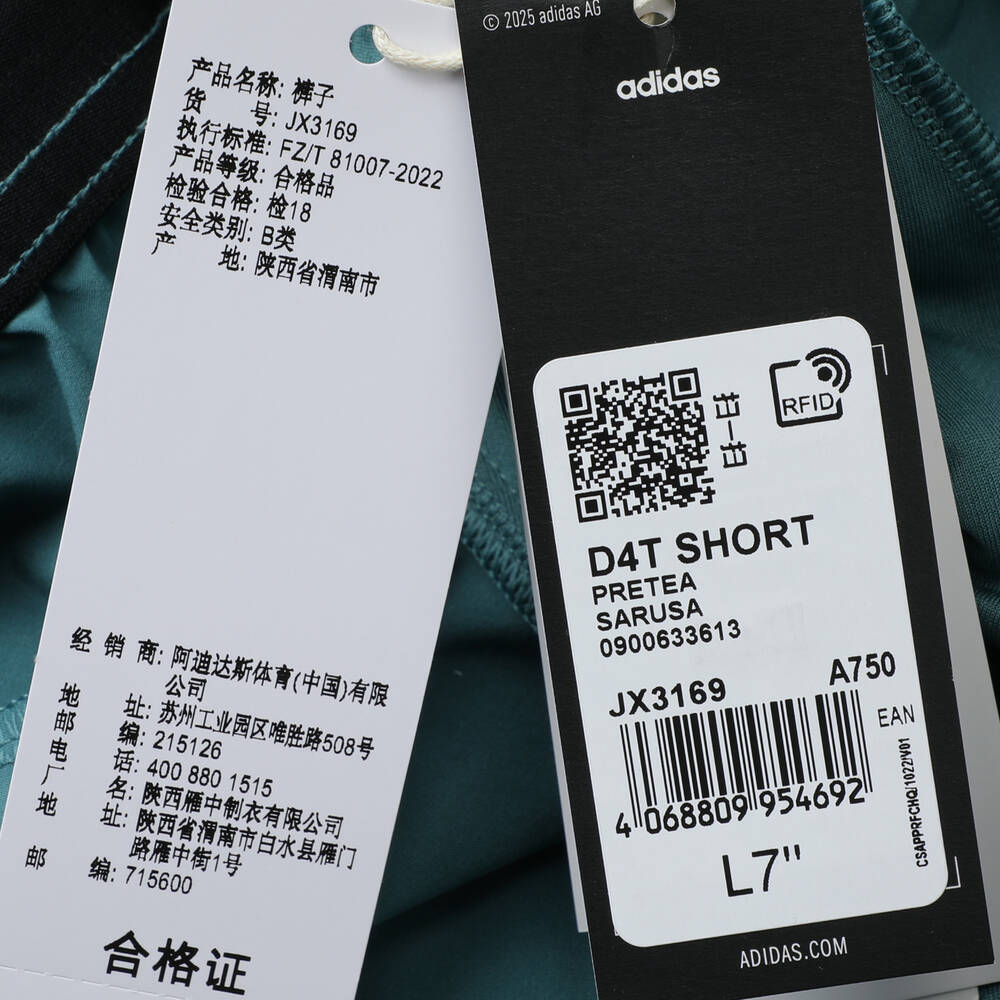 产品名称: 裤子
货 号: JX3169
执行标准: FZ/T 81007-2022
产品等级: 合格品
检验合格: 检18
安全类别: B类
产 地: 陕西省渭南市
经 销 商: 阿迪达斯体育(中国)有限
公司
地 址: 苏州工业园区唯胜路508号
邮 编: 215126
电 话: 400 880 1515
厂 名: 陕西雁中制衣有限公司
地 址: 陕西省渭南市白水县雁门
路雁中街1号
邮 编: 715600
合格证
© 2025 adidas AG
adidas
RFID
D4T SHORT
PRETEA
SARUSA
0900633613
JX3169 A750
EAN
4 068809 954692
CSAPPRFCHQ/1022/V01
L7"
ADIDAS.COM